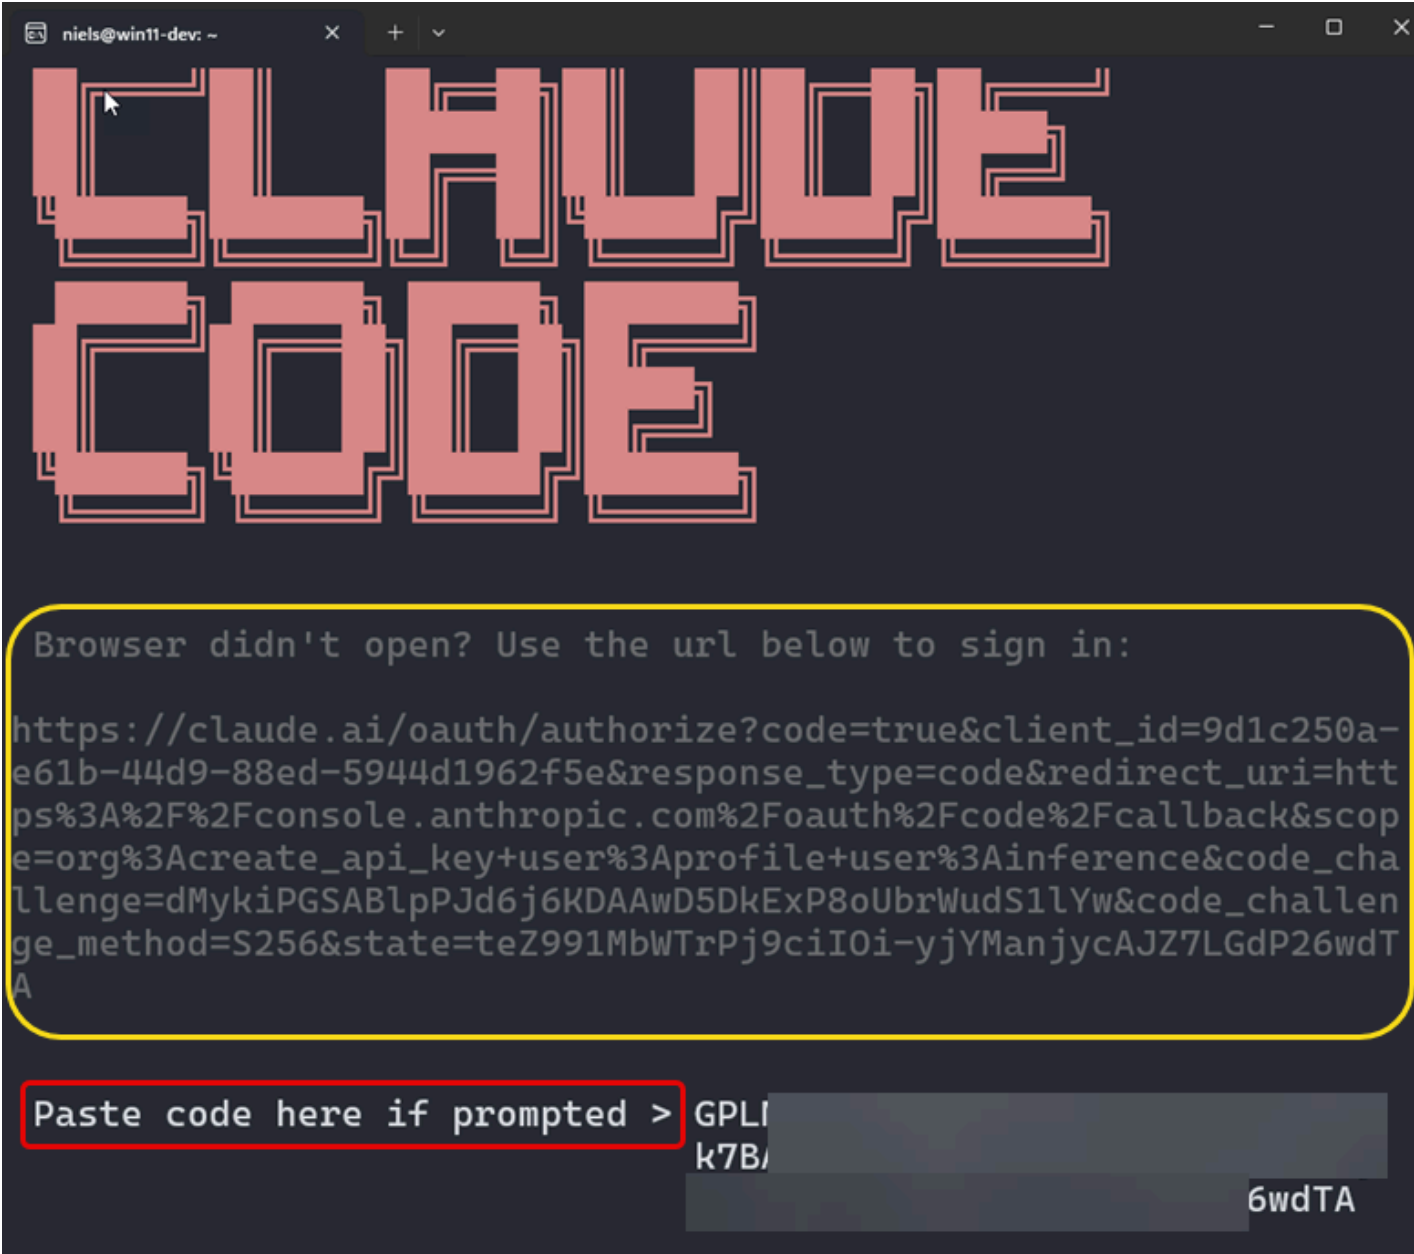 niels@win11-dev: ~
CLAUDE
CODE
Browser didn't open? Use the url below to sign in:
https://claude.ai/oauth/authorize?code=true&client_id=9d1c250a-
e61b-44d9-88ed-5944d1962f5e&response_type=code&redirect_uri=htt
ps%3A%2F%2Fconsole.anthropic.com%2Foauth%2Fcode%2Fcallback&scop
e=org%3Acreate_api_key+user%3Aprofile+user%3Ainference&code_cha
llenge=dMykiPGSABlpPJd6j6KDAAwD5DkExP8oUbrWudS1lYw&code_challen
ge_method=S256&state=teZ991MbWTrPj9ciIOi-yjYManjycAJZ7LGdP26wdT
A
Paste code here if prompted > GPL
k7B
6wdTA